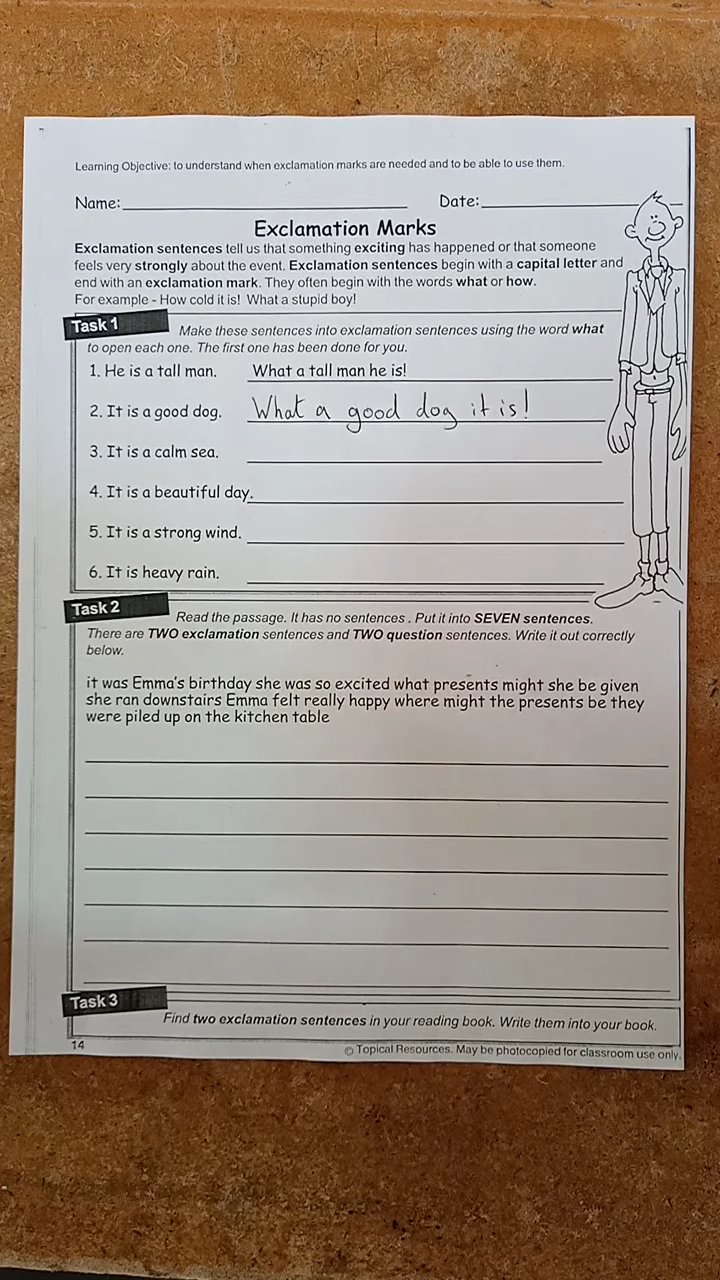 Learning Objective: to understand when exclamation marks are needed and to be able to use them.
Name: Date:
Exclamation Marks
Exclamation sentences tell us that something exciting has happened or that someone
feels very strongly about the event. Exclamation sentences begin with a capital letter and
end with an exclamation mark. They often begin with the words what or how.
For example - How cold it is! What a stupid boy!
Task 1
Make these sentences into exclamation sentences using the word what
to open each one. The first one has been done for you.
1. He is a tall man. What a tall man he is!
2. It is a good dog. What a good dog it is!
3. It is a calm sea.
4. It is a beautiful day.
5. It is a strong wind.
6. It is heavy rain.
Task 2
Read the passage. It has no sentences . Put it into SEVEN sentences.
There are TWO exclamation sentences and TWO question sentences. Write it out correctly
below.
it was Emma's birthday she was so excited what presents might she be given
she ran downstairs Emma felt really happy where might the presents be they
were piled up on the kitchen table
Task 3
Find two exclamation sentences in your reading book. Write them into your book.
14
© Topical Resources. May be photocopied for classroom use only.